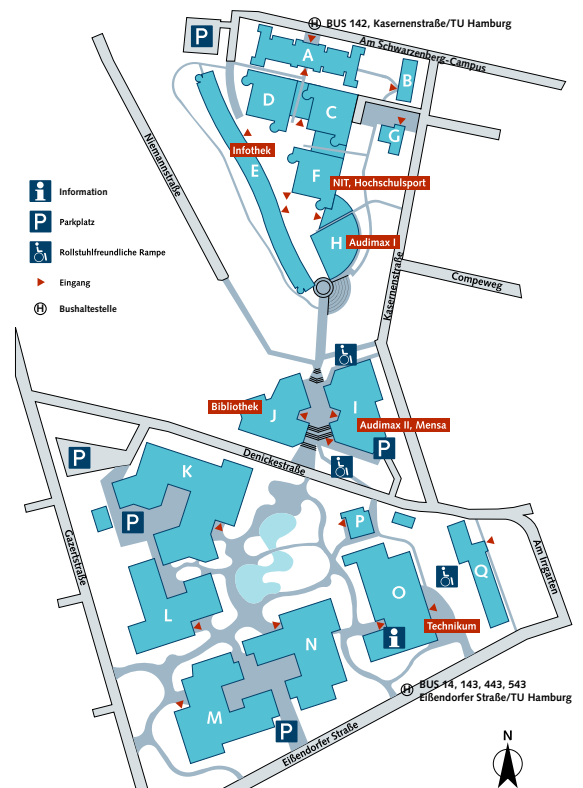 H BUS 142, Kasernenstraße/TU Hamburg
P
Am Schwarzenberg-Campus
A
B
D
C
G
Infothek
E
F
NIT, Hochschulsport
Niemannstraße
H
Audimax I
Kasernenstraße
Compeweg
i Information
P Parkplatz
Rollstuhlfreundliche Rampe
Eingang
H Bushaltestelle
Bibliothek
J
I
Audimax II, Mensa
P
Denickestraße
P
K
P
P
Gazertstraße
Am Irrgarten
Q
O
L
N
Technikum
i
M
P
H BUS 14, 143, 443, 543
Eißendorfer Straße/TU Hamburg
Eißendorfer Straße
N